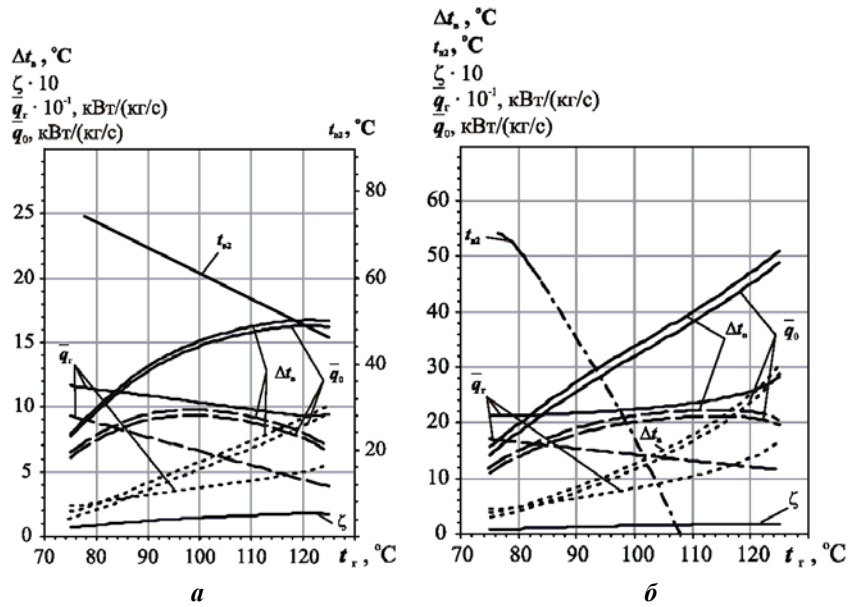 Δtв, °C
ζ · 10
q̅г · 10⁻¹, кВт/(кг/с)
q̅0, кВт/(кг/с)
tв2, °C
25
20
15
10
5
0
80
60
40
20
tв2
q̅г
Δtв
q̅0
ζ
70 80 90 100 110 120 tг, °C
а
Δtв, °C
tв2, °C
ζ · 10
q̅г · 10⁻¹, кВт/(кг/с)
q̅0, кВт/(кг/с)
60
50
40
30
20
10
0
tв2
Δtв
q̅0
q̅г
Δtв
ζ
70 80 90 100 110 120 tг, °C
б